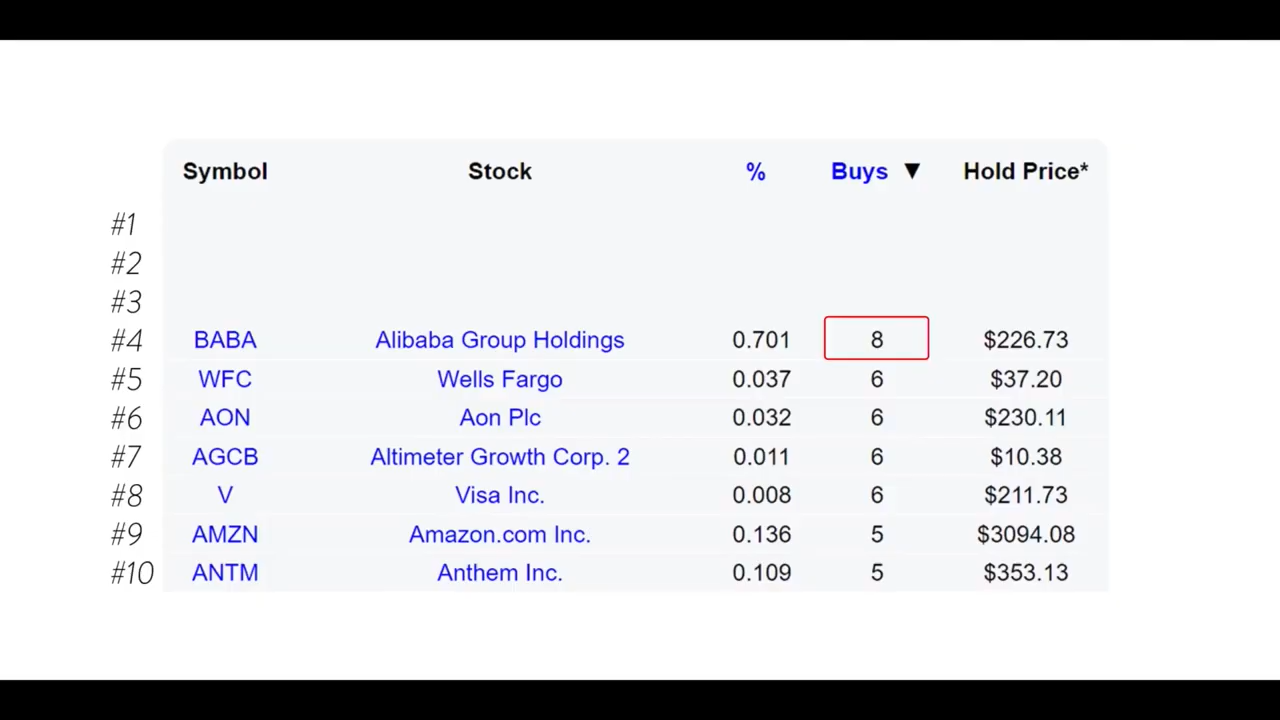 Symbol Stock % Buys ▼ Hold Price*
#1
#2
#3
#4 BABA Alibaba Group Holdings 0.701 8 $226.73
#5 WFC Wells Fargo 0.037 6 $37.20
#6 AON Aon Plc 0.032 6 $230.11
#7 AGCB Altimeter Growth Corp. 2 0.011 6 $10.38
#8 V Visa Inc. 0.008 6 $211.73
#9 AMZN Amazon.com Inc. 0.136 5 $3094.08
#10 ANTM Anthem Inc. 0.109 5 $353.13